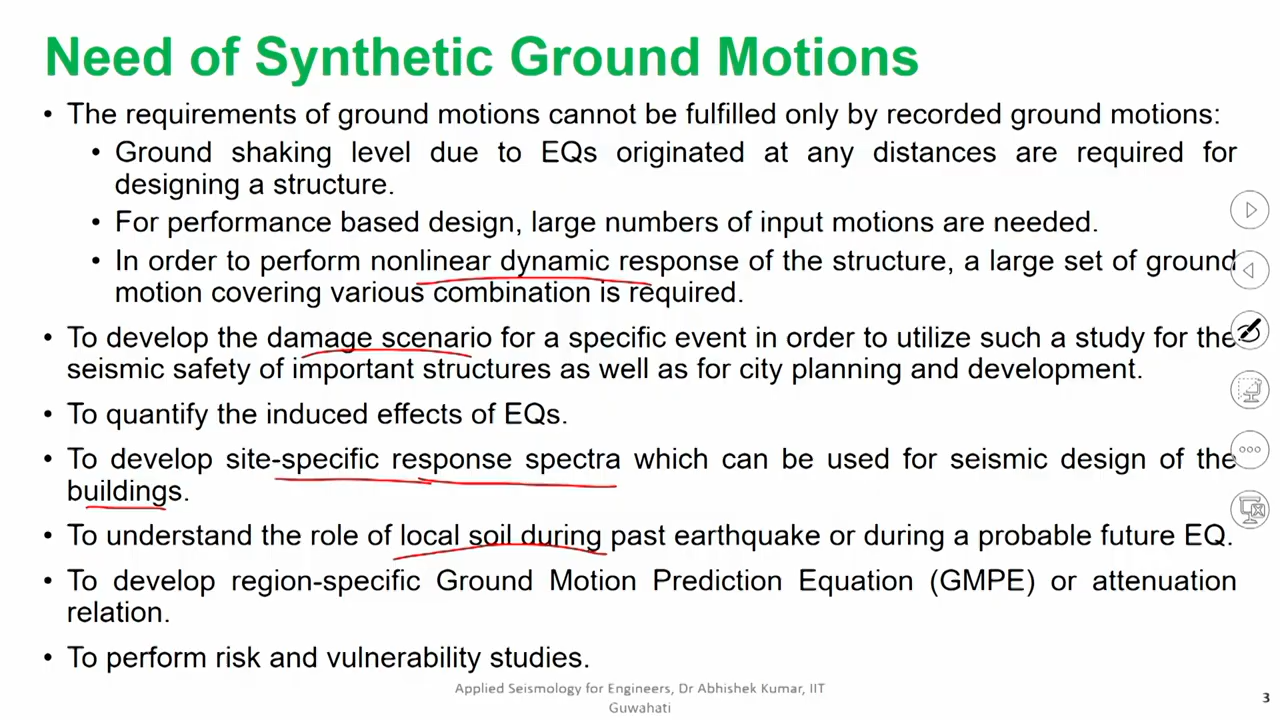 Need of Synthetic Ground Motions
• The requirements of ground motions cannot be fulfilled only by recorded ground motions:
• Ground shaking level due to EQs originated at any distances are required for
designing a structure.
• For performance based design, large numbers of input motions are needed.
• In order to perform nonlinear dynamic response of the structure, a large set of ground
motion covering various combination is required.
• To develop the damage scenario for a specific event in order to utilize such a study for the
seismic safety of important structures as well as for city planning and development.
• To quantify the induced effects of EQs.
• To develop site-specific response spectra which can be used for seismic design of the
buildings.
• To understand the role of local soil during past earthquake or during a probable future EQ.
• To develop region-specific Ground Motion Prediction Equation (GMPE) or attenuation
relation.
• To perform risk and vulnerability studies.
Applied Seismology for Engineers, Dr Abhishek Kumar, IIT
Guwahati
3